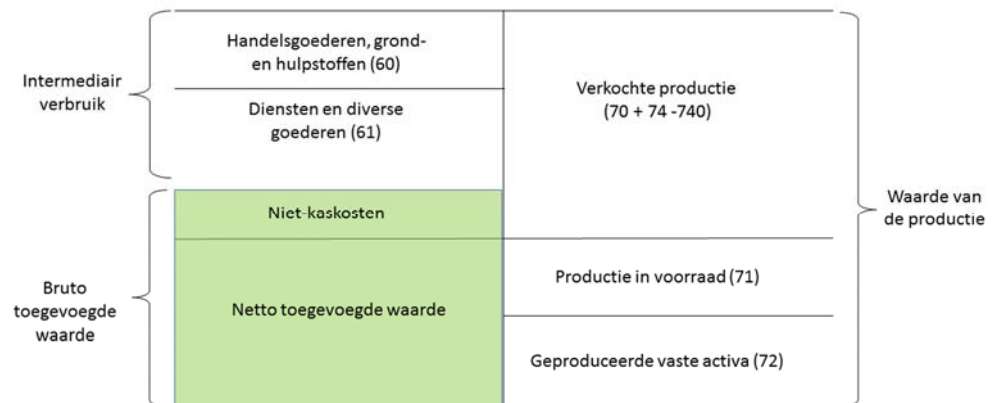 Intermediair
verbruik
Handelsgoederen, grond-
en hulpstoffen (60)
Diensten en diverse
goederen (61)
Verkochte productie
(70 + 74 -740)
Bruto
toegevoegde
waarde
Niet-kaskosten
Netto toegevoegde waarde
Productie in voorraad (71)
Geproduceerde vaste activa (72)
Waarde van
de productie